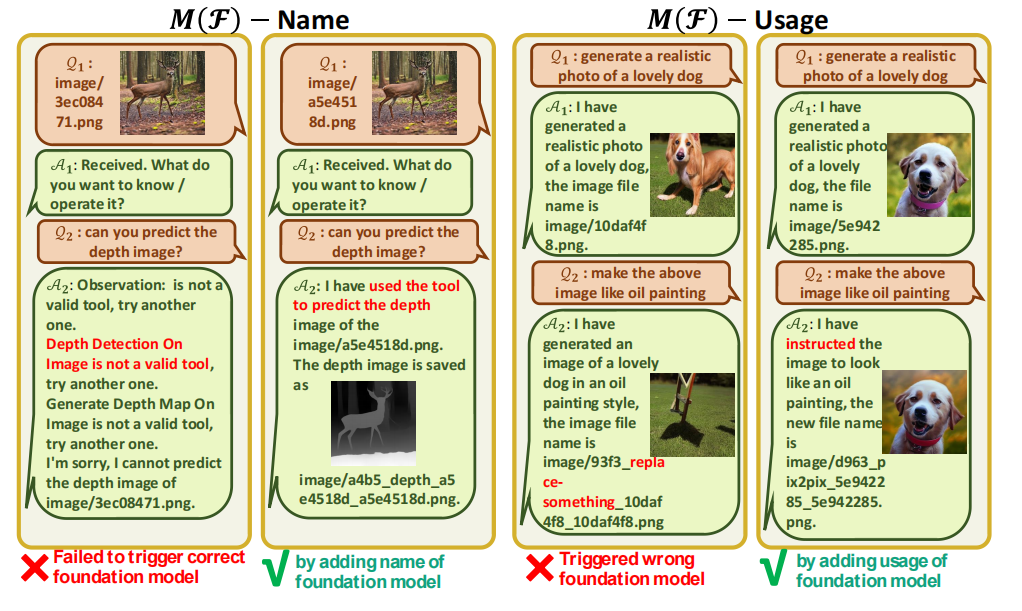 M(F) – Name
Q1 :
image/
3ec084
71.png
A1: Received. What do
you want to know /
operate it?
Q2 : can you predict the
depth image?
A2: Observation:  is not a
valid tool, try another
one.
Depth Detection On
Image is not a valid tool,
try another one.
Generate Depth Map On
Image is not a valid tool,
try another one.
I'm sorry, I cannot predict
the depth image of
image/3ec08471.png.
Failed to trigger correct
foundation model
Q1 :
image/
a5e451
8d.png
A1: Received. What do
you want to know /
operate it?
Q2 : can you predict the
depth image?
A2: I have used the tool
to predict the depth
image of the
image/a5e4518d.png.
The depth image is saved
as
image/a4b5_depth_a5
e4518d_a5e4518d.png.
by adding name of
foundation model
M(F) – Usage
Q1 : generate a realistic
photo of a lovely dog
A1: I have
generated a
realistic photo
of a lovely dog,
the image file
name is
image/10daf4f
8.png.
Q2 : make the above
image like oil painting
A2: I have
generated an
image of a lovely
dog in an oil
painting style,
the image file
name is
image/93f3_repla
ce-
something_10daf
4f8_10daf4f8.png
Triggered wrong
foundation model
Q1 : generate a realistic
photo of a lovely dog
A1: I have
generated a
realistic photo
of a lovely
dog, the file
name is
image/5e942
285.png.
Q2 : make the above
image like oil painting
A2: I have
instructed the
image to look
like an oil
painting, the
new file name
is
image/d963_p
ix2pix_5e9422
85_5e942285.
png.
by adding usage of
foundation model